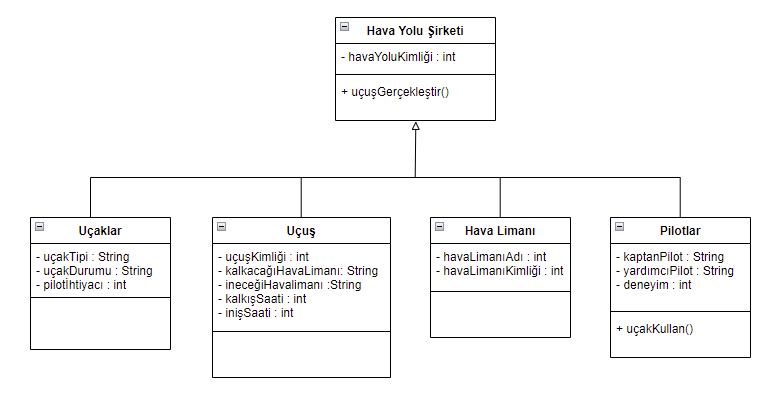 Hava Yolu Şirketi
- havaYoluKimliği : int
+ uçuşGerçekleştir()
Uçaklar
- uçakTipi : String
- uçakDurumu : String
- pilotİhtiyacı : int
Uçuş
- uçuşKimliği : int
- kalkacağıHavaLimanı: String
- ineceğiHavalimanı :String
- kalkışSaati : int
- inişSaati : int
Hava Limanı
- havaLimanıAdı : int
- havaLimanıKimliği : int
Pilotlar
- kaptanPilot : String
- yardımcıPilot : String
- deneyim : int
+ uçakKullan()